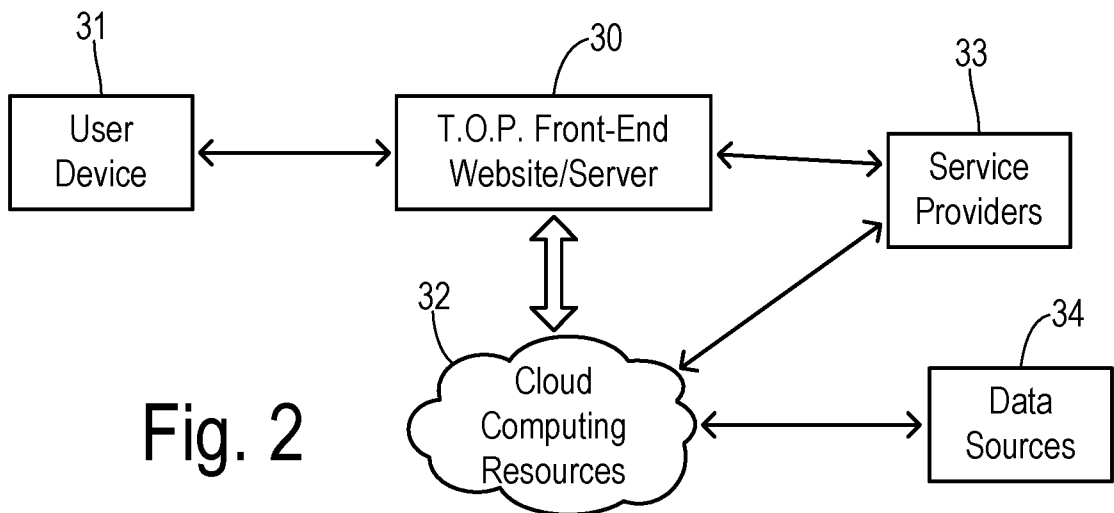 31
30
33
User
Device
T.O.P. Front-End
Website/Server
Service
Providers
32
34
Cloud
Computing
Resources
Data
Sources
Fig. 2